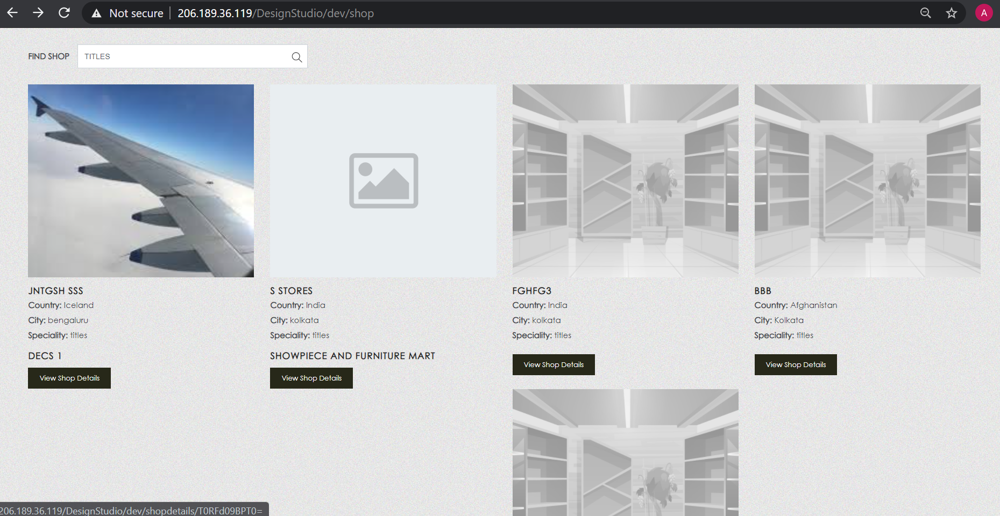 Not secure | 206.189.36.119/DesignStudio/dev/shop
A
FIND SHOP TITLES
JNTGSH SSS
Country: Iceland
City: bengaluru
Speciality: titles
DECS 1
View Shop Details
S STORES
Country: India
City: kolkata
Speciality: titles
SHOWPIECE AND FURNITURE MART
View Shop Details
FGHFG3
Country: India
City: kolkata
Speciality: titles
View Shop Details
BBB
Country: Afghanistan
City: Kolkata
Speciality: titles
View Shop Details
206.189.36.119/DesignStudio/dev/shopdetails/T0RFd09BPT0=